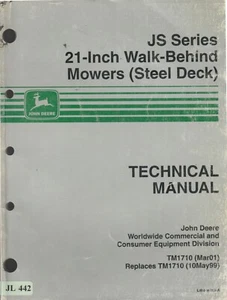 JS Series
21-Inch Walk-Behind
Mowers (Steel Deck)
JOHN DEERE
TECHNICAL
MANUAL
John Deere
Worldwide Commercial and
Consumer Equipment Division
TM1710 (Mar01)
Replaces TM1710 (10May99)
JL 442